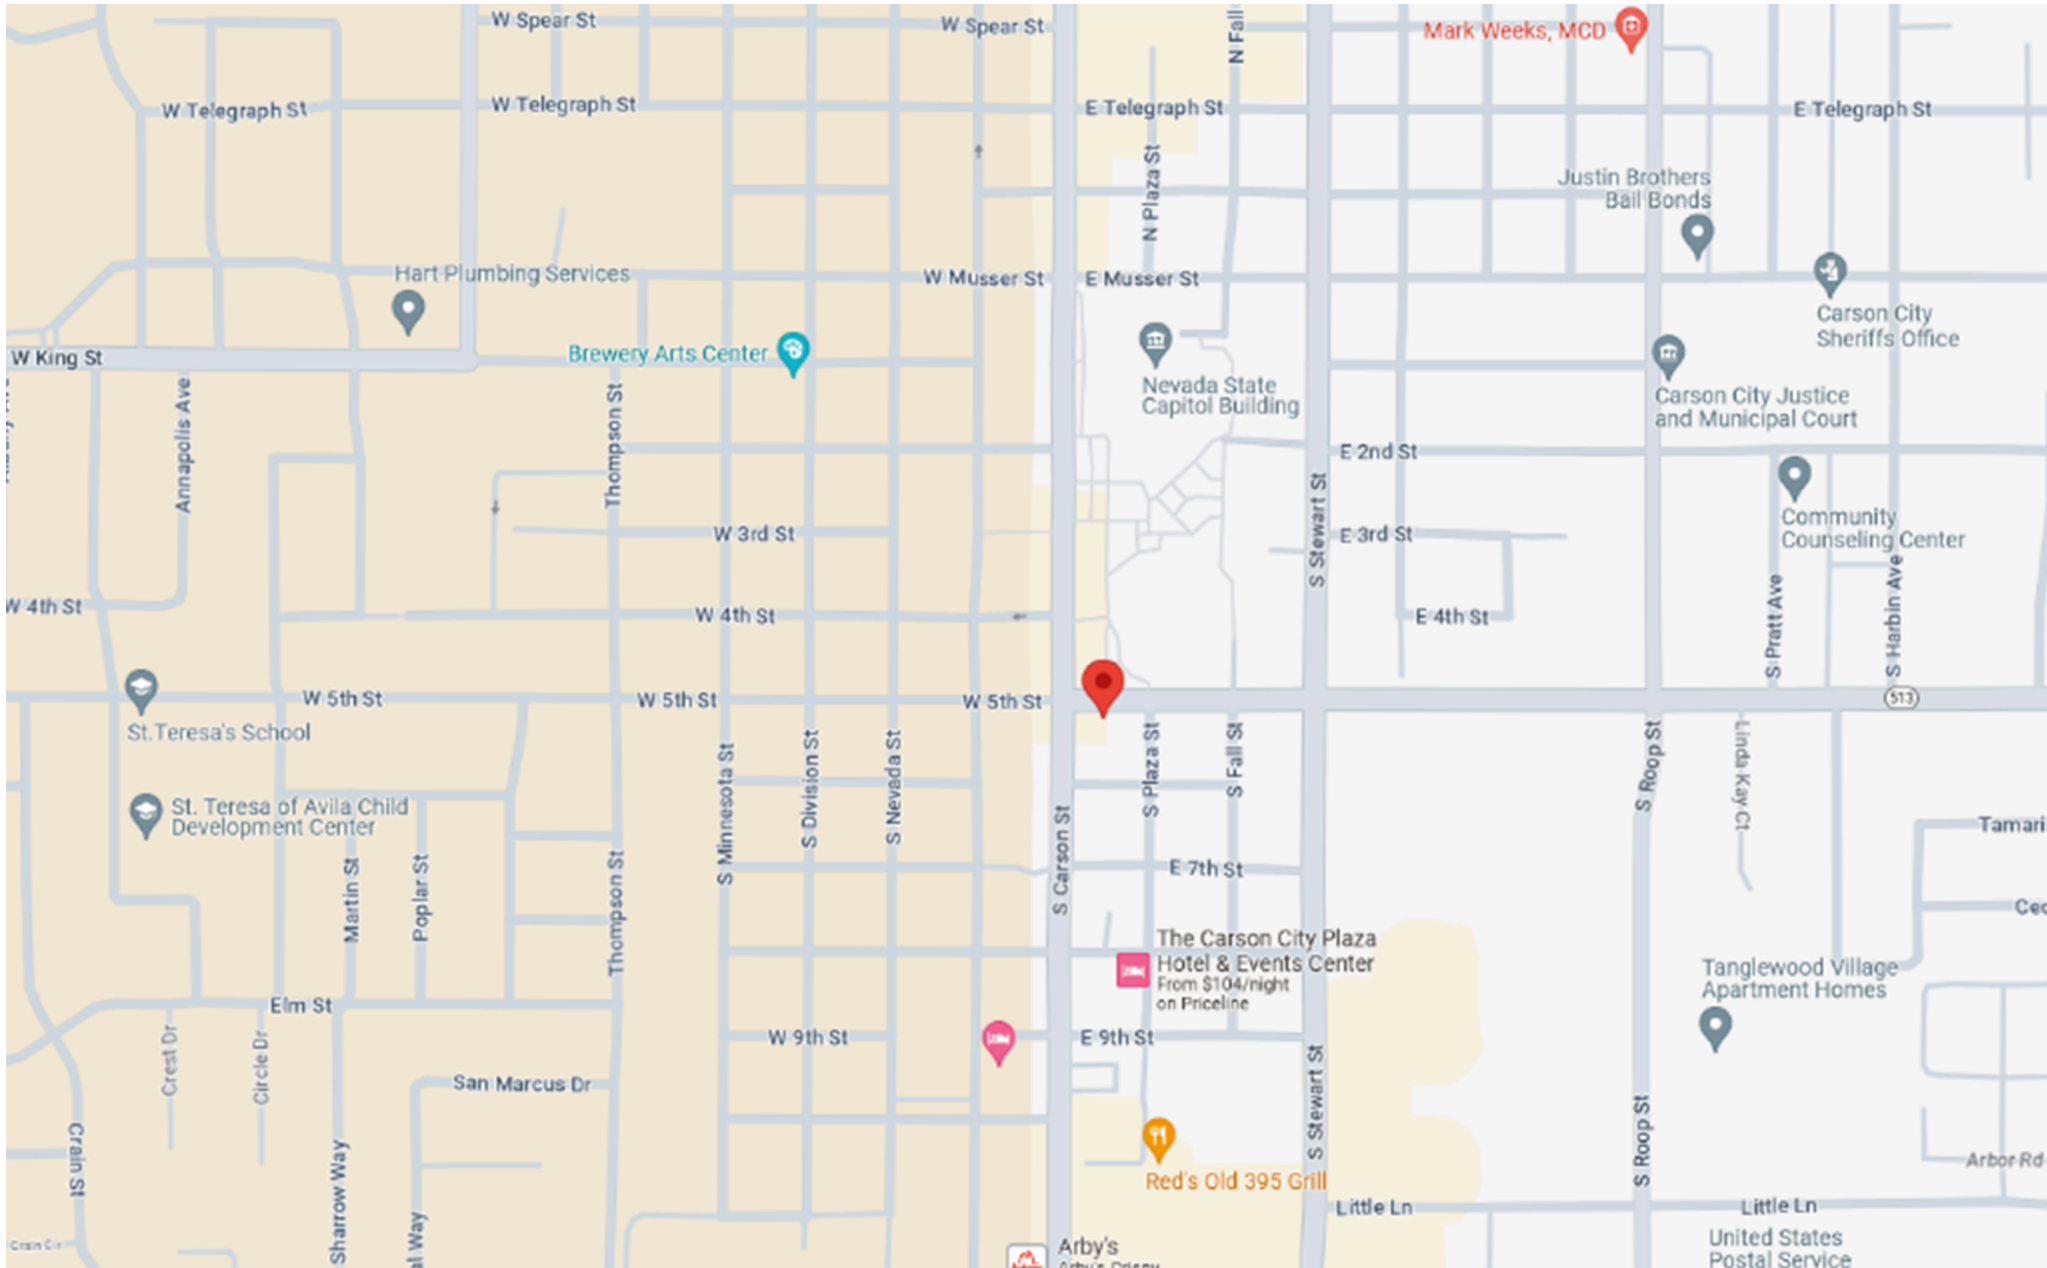 W Spear St
W Spear St
N Fall
Mark Weeks, MCD
W Telegraph St
W Telegraph St
E Telegraph St
E Telegraph St
N Plaza St
Justin Brothers
Bail Bonds
Hart Plumbing Services
W Musser St
E Musser St
Carson City
Sheriffs Office
W King St
Brewery Arts Center
Nevada State
Capitol Building
Carson City Justice
and Municipal Court
Annapolis Ave
Thompson St
E 2nd St
S Stewart St
Community
Counseling Center
W 3rd St
E 3rd St
W 4th St
W 4th St
E 4th St
S Pratt Ave
S Harbin Ave
W 5th St
W 5th St
W 5th St
513
St.Teresa's School
S Minnesota St
S Division St
S Nevada St
S Plaza St
S Fall St
S Roop St
Linda Kay Ct
St. Teresa of Avila Child
Development Center
S Carson St
Tamari
Martin St
Poplar St
Thompson St
E 7th St
Cec
The Carson City Plaza
Hotel & Events Center
From $104/night
on Priceline
Tanglewood Village
Apartment Homes
Elm St
Crest Dr
Circle Dr
W 9th St
E 9th St
San Marcus Dr
S Stewart St
S Roop St
Crain St
Sharrow Way
Red's Old 395 Grill
Arbor Rd
Little Ln
Little Ln
al Way
Crain Cir
Arby's
United States
Postal Service